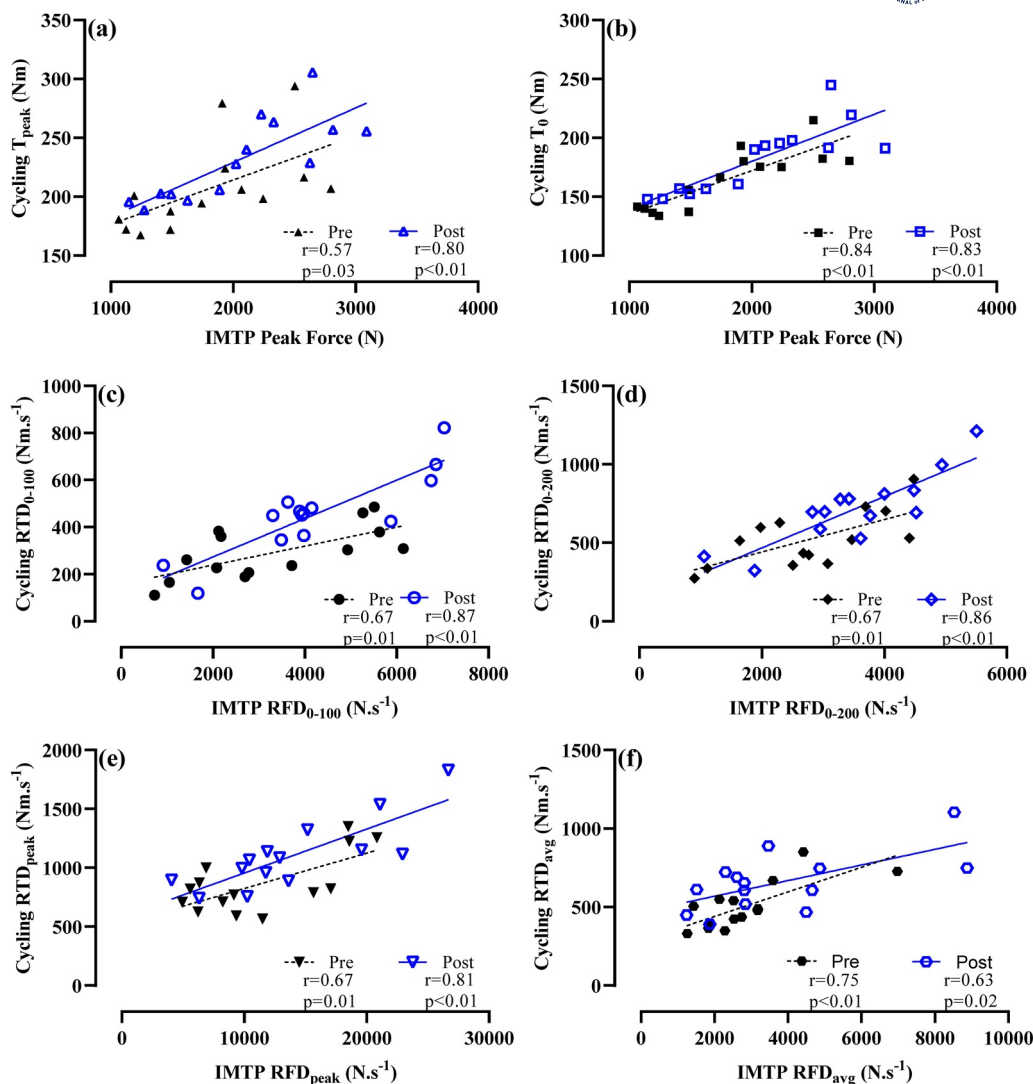 (a)
350
300
250
200
150
Cycling Tpeak (Nm)
Pre Post
r=0.57 r=0.80
p=0.03 p<0.01
1000 2000 3000 4000
IMTP Peak Force (N)
(b)
250
200
150
100
Cycling T0 (Nm)
Pre Post
r=0.84 r=0.83
p<0.01 p<0.01
1000 2000 3000 4000
IMTP Peak Force (N)
(c)
1000
800
600
400
200
0
Cycling RTD0-100 (Nm.s-1)
Pre Post
r=0.67 r=0.87
p=0.01 p<0.01
0 2000 4000 6000 8000
IMTP RFD0-100 (N.s-1)
(d)
1500
1000
500
0
Cycling RTD0-200 (Nm.s-1)
Pre Post
r=0.67 r=0.86
p=0.01 p<0.01
0 2000 4000 6000
IMTP RFD0-200 (N.s-1)
(e)
2000
1500
1000
500
0
Cycling RTDpeak (Nm.s-1)
Pre Post
r=0.67 r=0.81
p=0.01 p<0.01
0 10000 20000 30000
IMTP RFDpeak (N.s-1)
(f)
1500
1000
500
0
Cycling RTDavg (Nm.s-1)
Pre Post
r=0.75 r=0.63
p<0.01 p=0.02
0 2000 4000 6000 8000 10000
IMTP RFDavg (N.s-1)